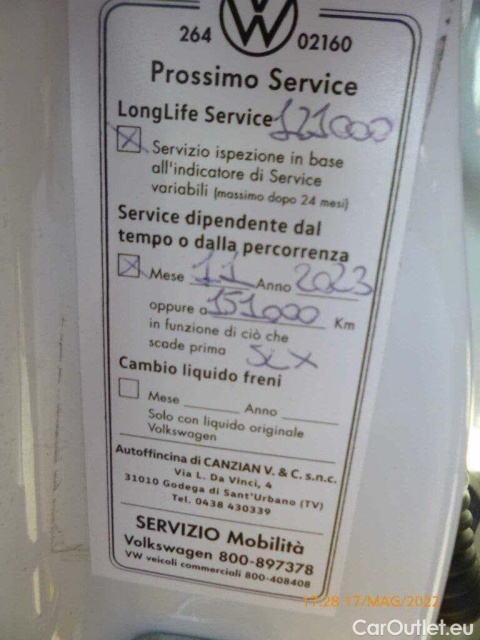 264 VW 02160
Prossimo Service
LongLife Service 121000
Servizio ispezione in base
all'indicatore di Service
variabili (massimo dopo 24 mesi)
Service dipendente dal
tempo o dalla percorrenza
Mese 11 Anno 2023
oppure a 151000 Km
in funzione di ciò che
scade prima
Cambio liquido freni
Mese Anno
Solo con liquido originale
Volkswagen
Autoffincina di CANZIAN V. & C. s.n.c.
Via L. Da Vinci, 4
31010 Godega di Sant'Urbano (TV)
Tel. 0438 430339
SERVIZIO Mobilità
Volkswagen 800-897378
VW veicoli commerciali 800-408408
17:28 17/MAG/2022
CarOutlet.eu